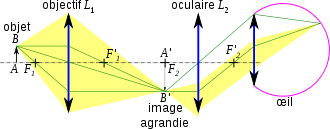 objectif L₁
oculaire L₂
objet
B
A
F₁
F'₁
A'
F₂
F'₂
B'
image
agrandie
œil